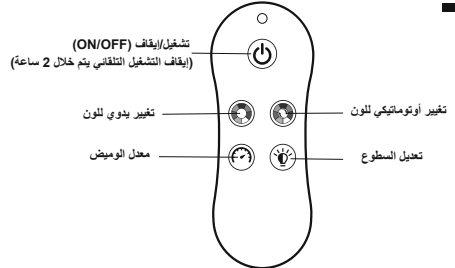 تشغيل/إيقاف (ON/OFF)
(إيقاف التشغيل التلقائي يتم خلال 2 ساعة)
تغيير أوتوماتيكي للون
تغيير يدوي للون
تعديل السطوع
معدل الوميض